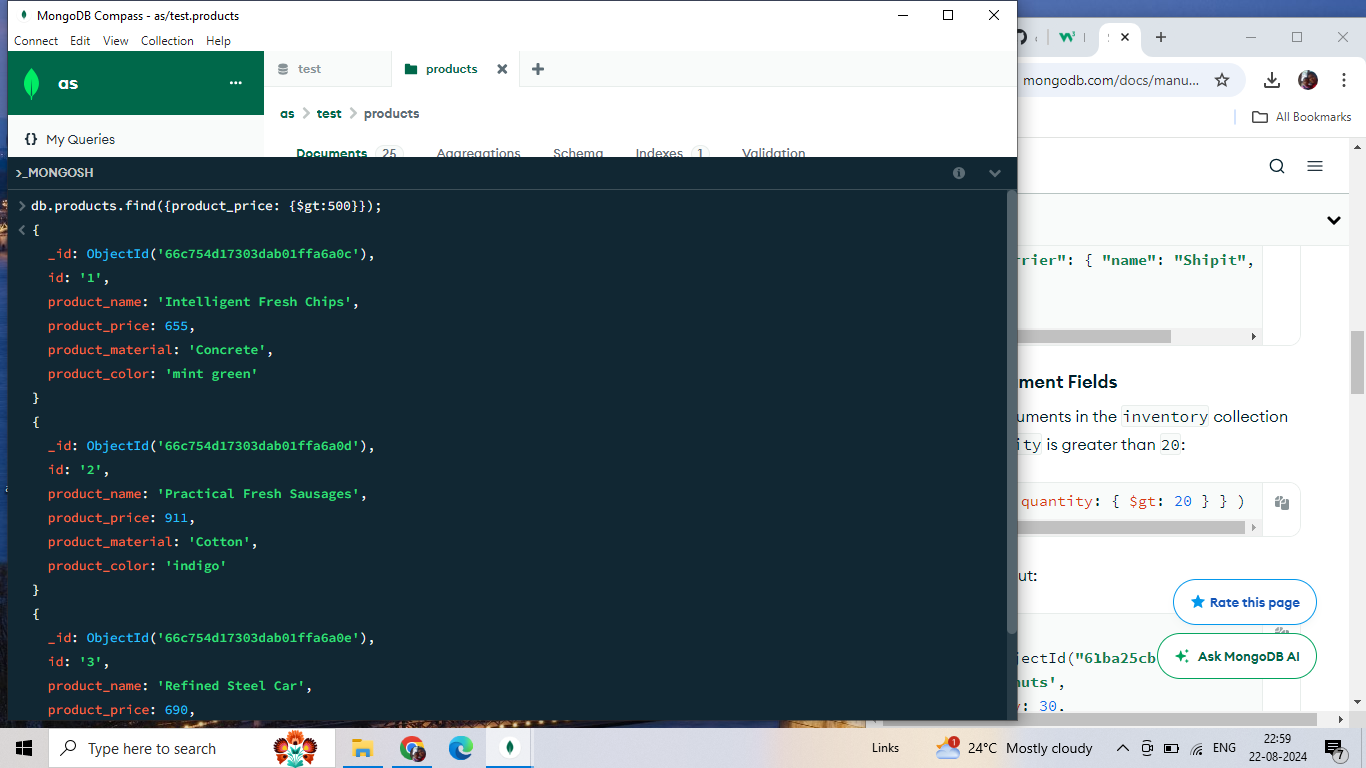 MongoDB Compass - as/test.products
Connect Edit View Collection Help
as
test
products
as > test > products
{} My Queries
Documents 25 Aggregations Schema Indexes 1 Validation
>_MONGOSH
db.products.find({product_price: {$gt:500}});
{
_id: ObjectId('66c754d17303dab01ffa6a0c'),
id: '1',
product_name: 'Intelligent Fresh Chips',
product_price: 655,
product_material: 'Concrete',
product_color: 'mint green'
}
{
_id: ObjectId('66c754d17303dab01ffa6a0d'),
id: '2',
product_name: 'Practical Fresh Sausages',
product_price: 911,
product_material: 'Cotton',
product_color: 'indigo'
}
{
_id: ObjectId('66c754d17303dab01ffa6a0e'),
id: '3',
product_name: 'Refined Steel Car',
product_price: 690,
mongodb.com/docs/manu...
All Bookmarks
rrier": { "name": "Shipit",
ment Fields
uments in the inventory collection
ity is greater than 20:
quantity: { $gt: 20 } } )
ut:
Rate this page
jectId("61ba25cb
Ask MongoDB AI
nuts',
y: 30,
Type here to search
Links
1
24°C Mostly cloudy
ENG
22:59
22-08-2024
7